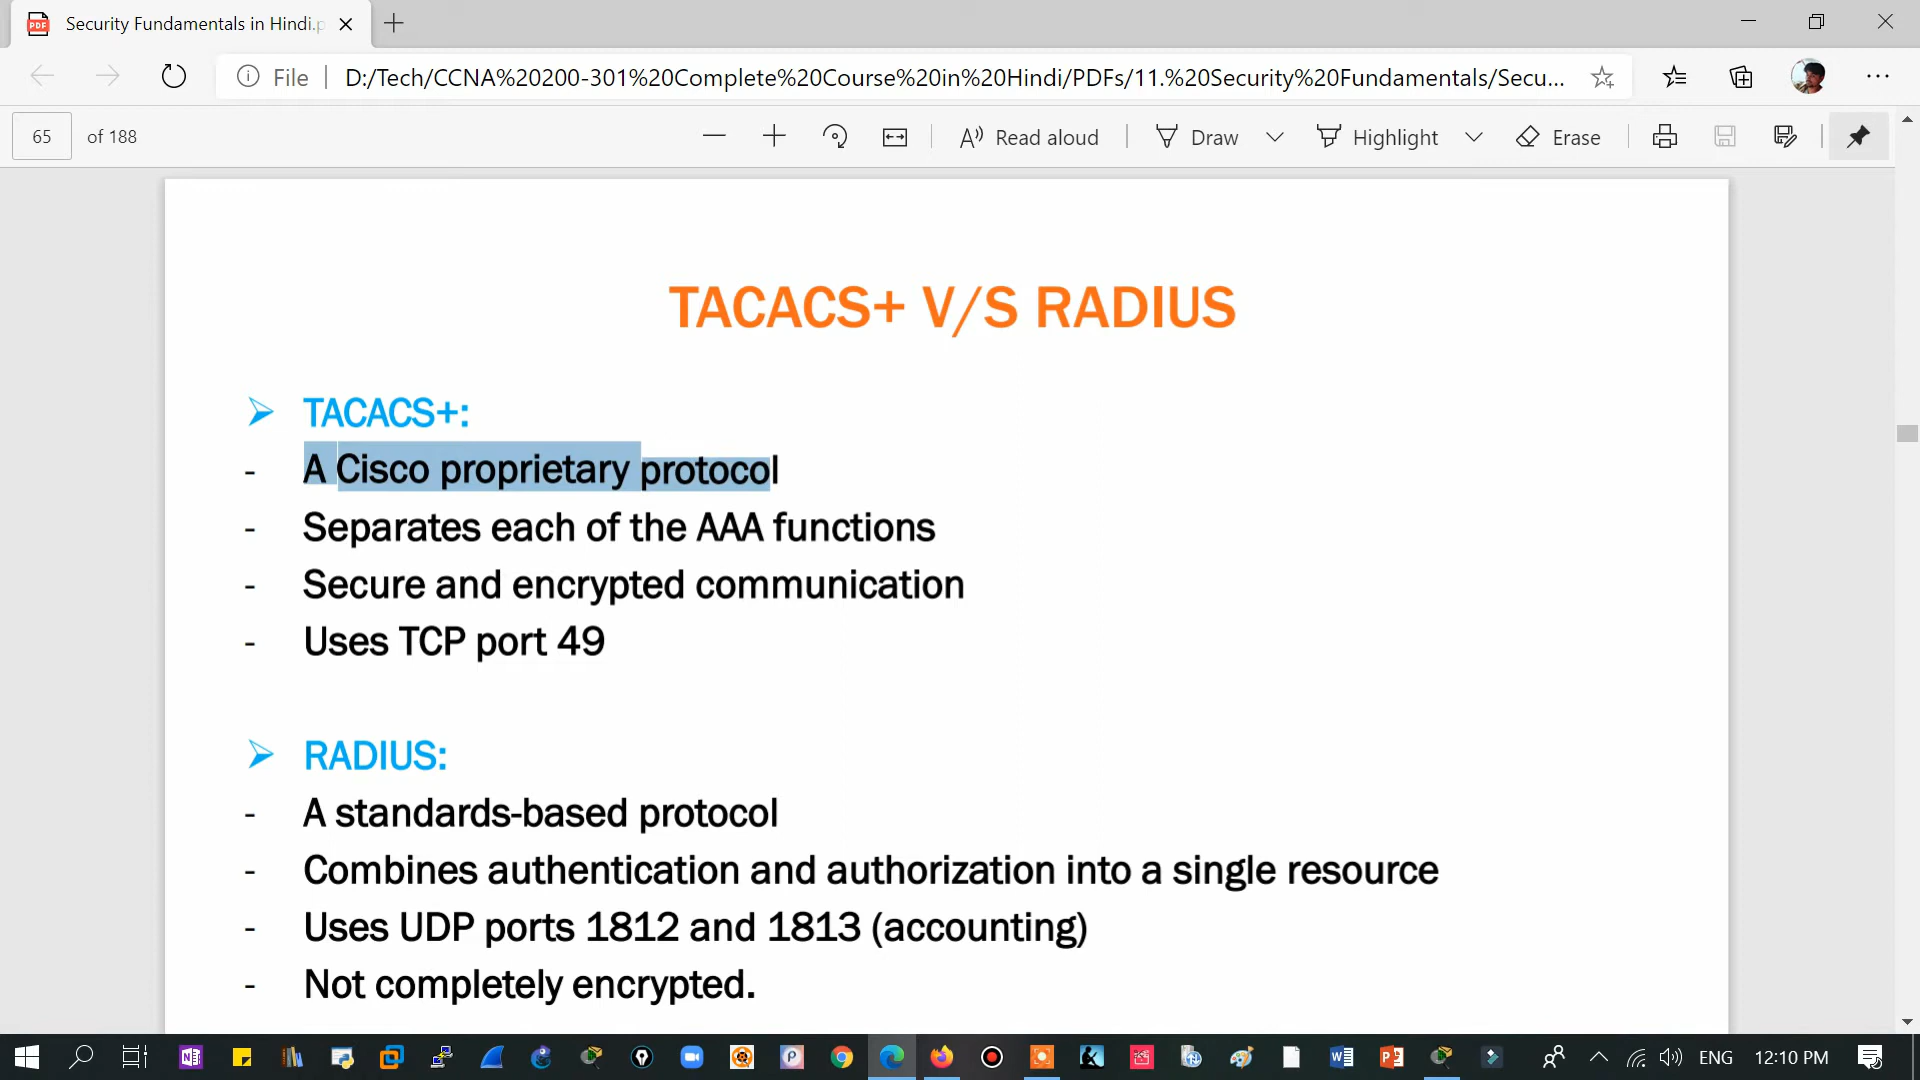 Security Fundamentals in Hindi.p
File
D:/Tech/CCNA%20200-301%20Complete%20Course%20in%20Hindi/PDFs/11.%20Security%20Fundamentals/Secu...
65 of 188
Read aloud
Draw
Highlight
Erase
TACACS+ V/S RADIUS
TACACS+:
- A Cisco proprietary protocol
- Separates each of the AAA functions
- Secure and encrypted communication
- Uses TCP port 49
RADIUS:
- A standards-based protocol
- Combines authentication and authorization into a single resource
- Uses UDP ports 1812 and 1813 (accounting)
- Not completely encrypted.
ENG
12:10 PM